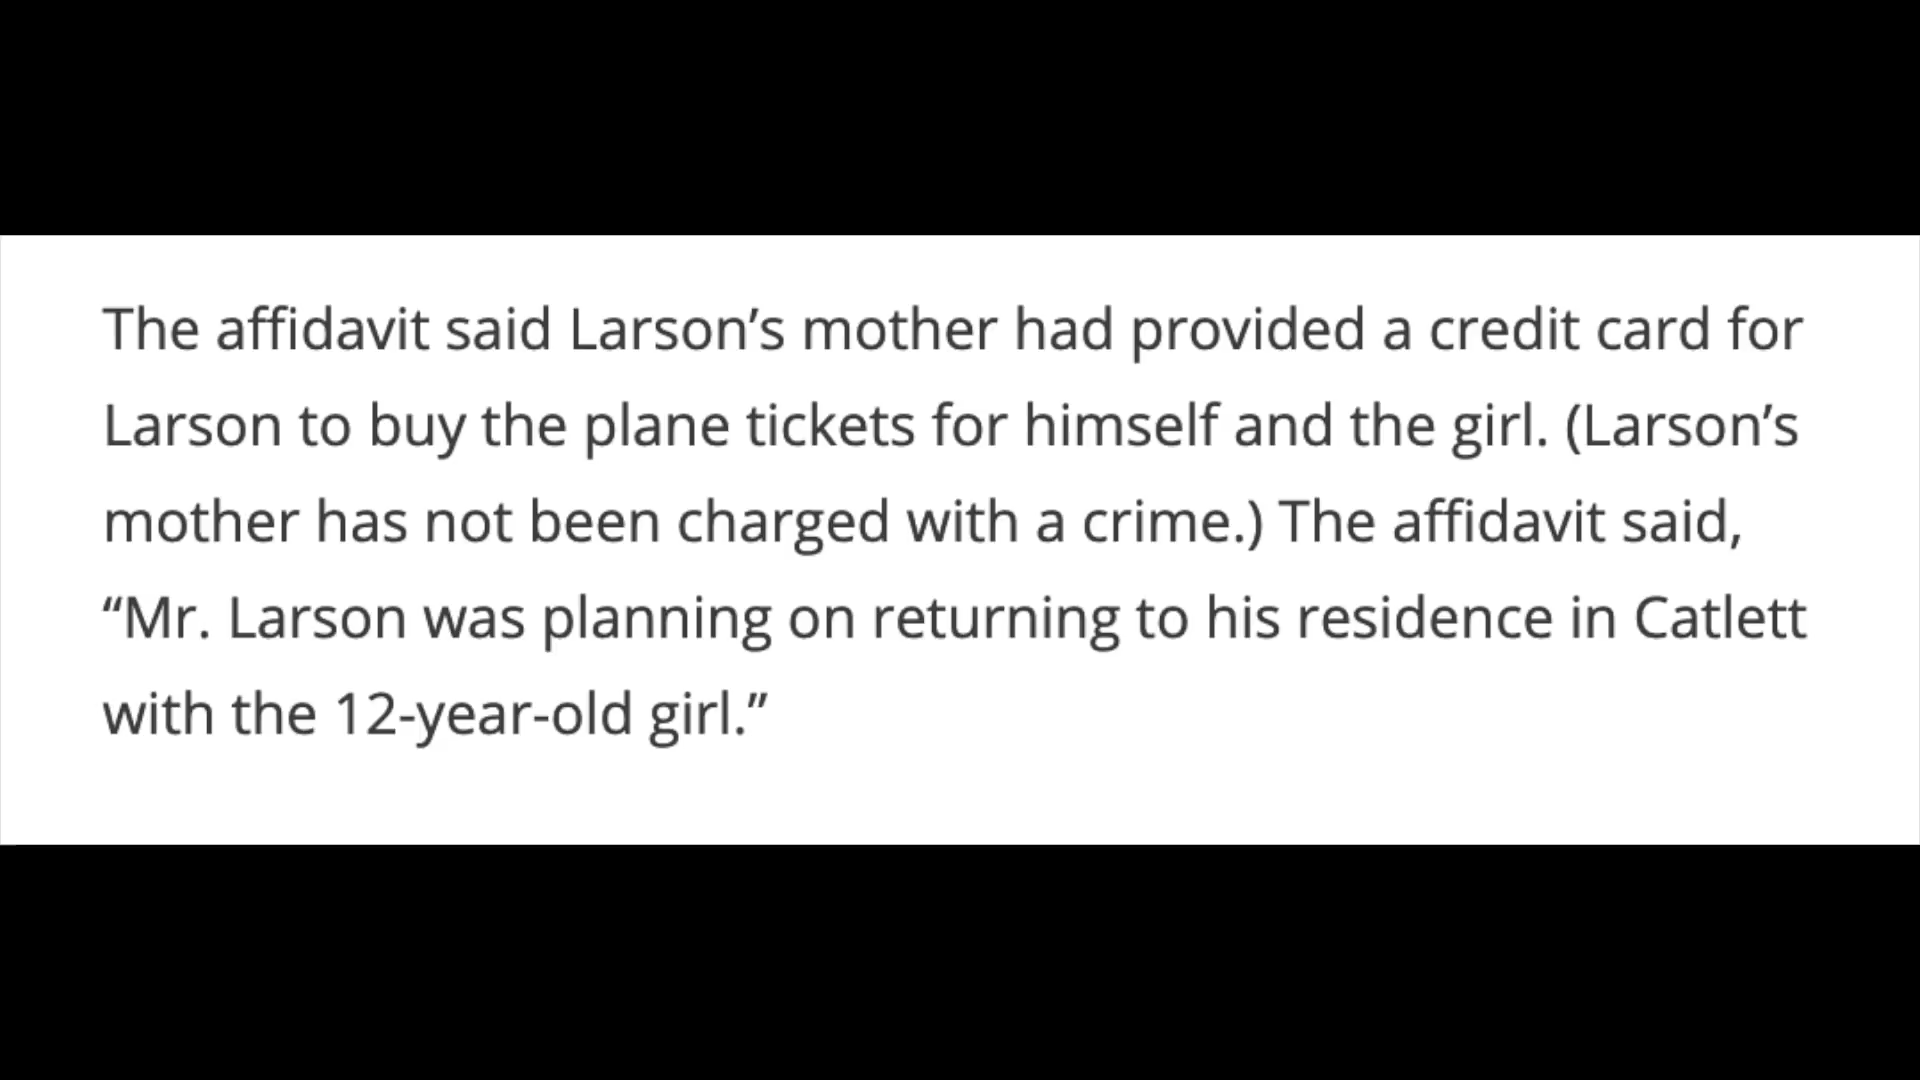 The affidavit said Larson’s mother had provided a credit card for
Larson to buy the plane tickets for himself and the girl. (Larson’s
mother has not been charged with a crime.) The affidavit said,
“Mr. Larson was planning on returning to his residence in Catlett
with the 12-year-old girl.”